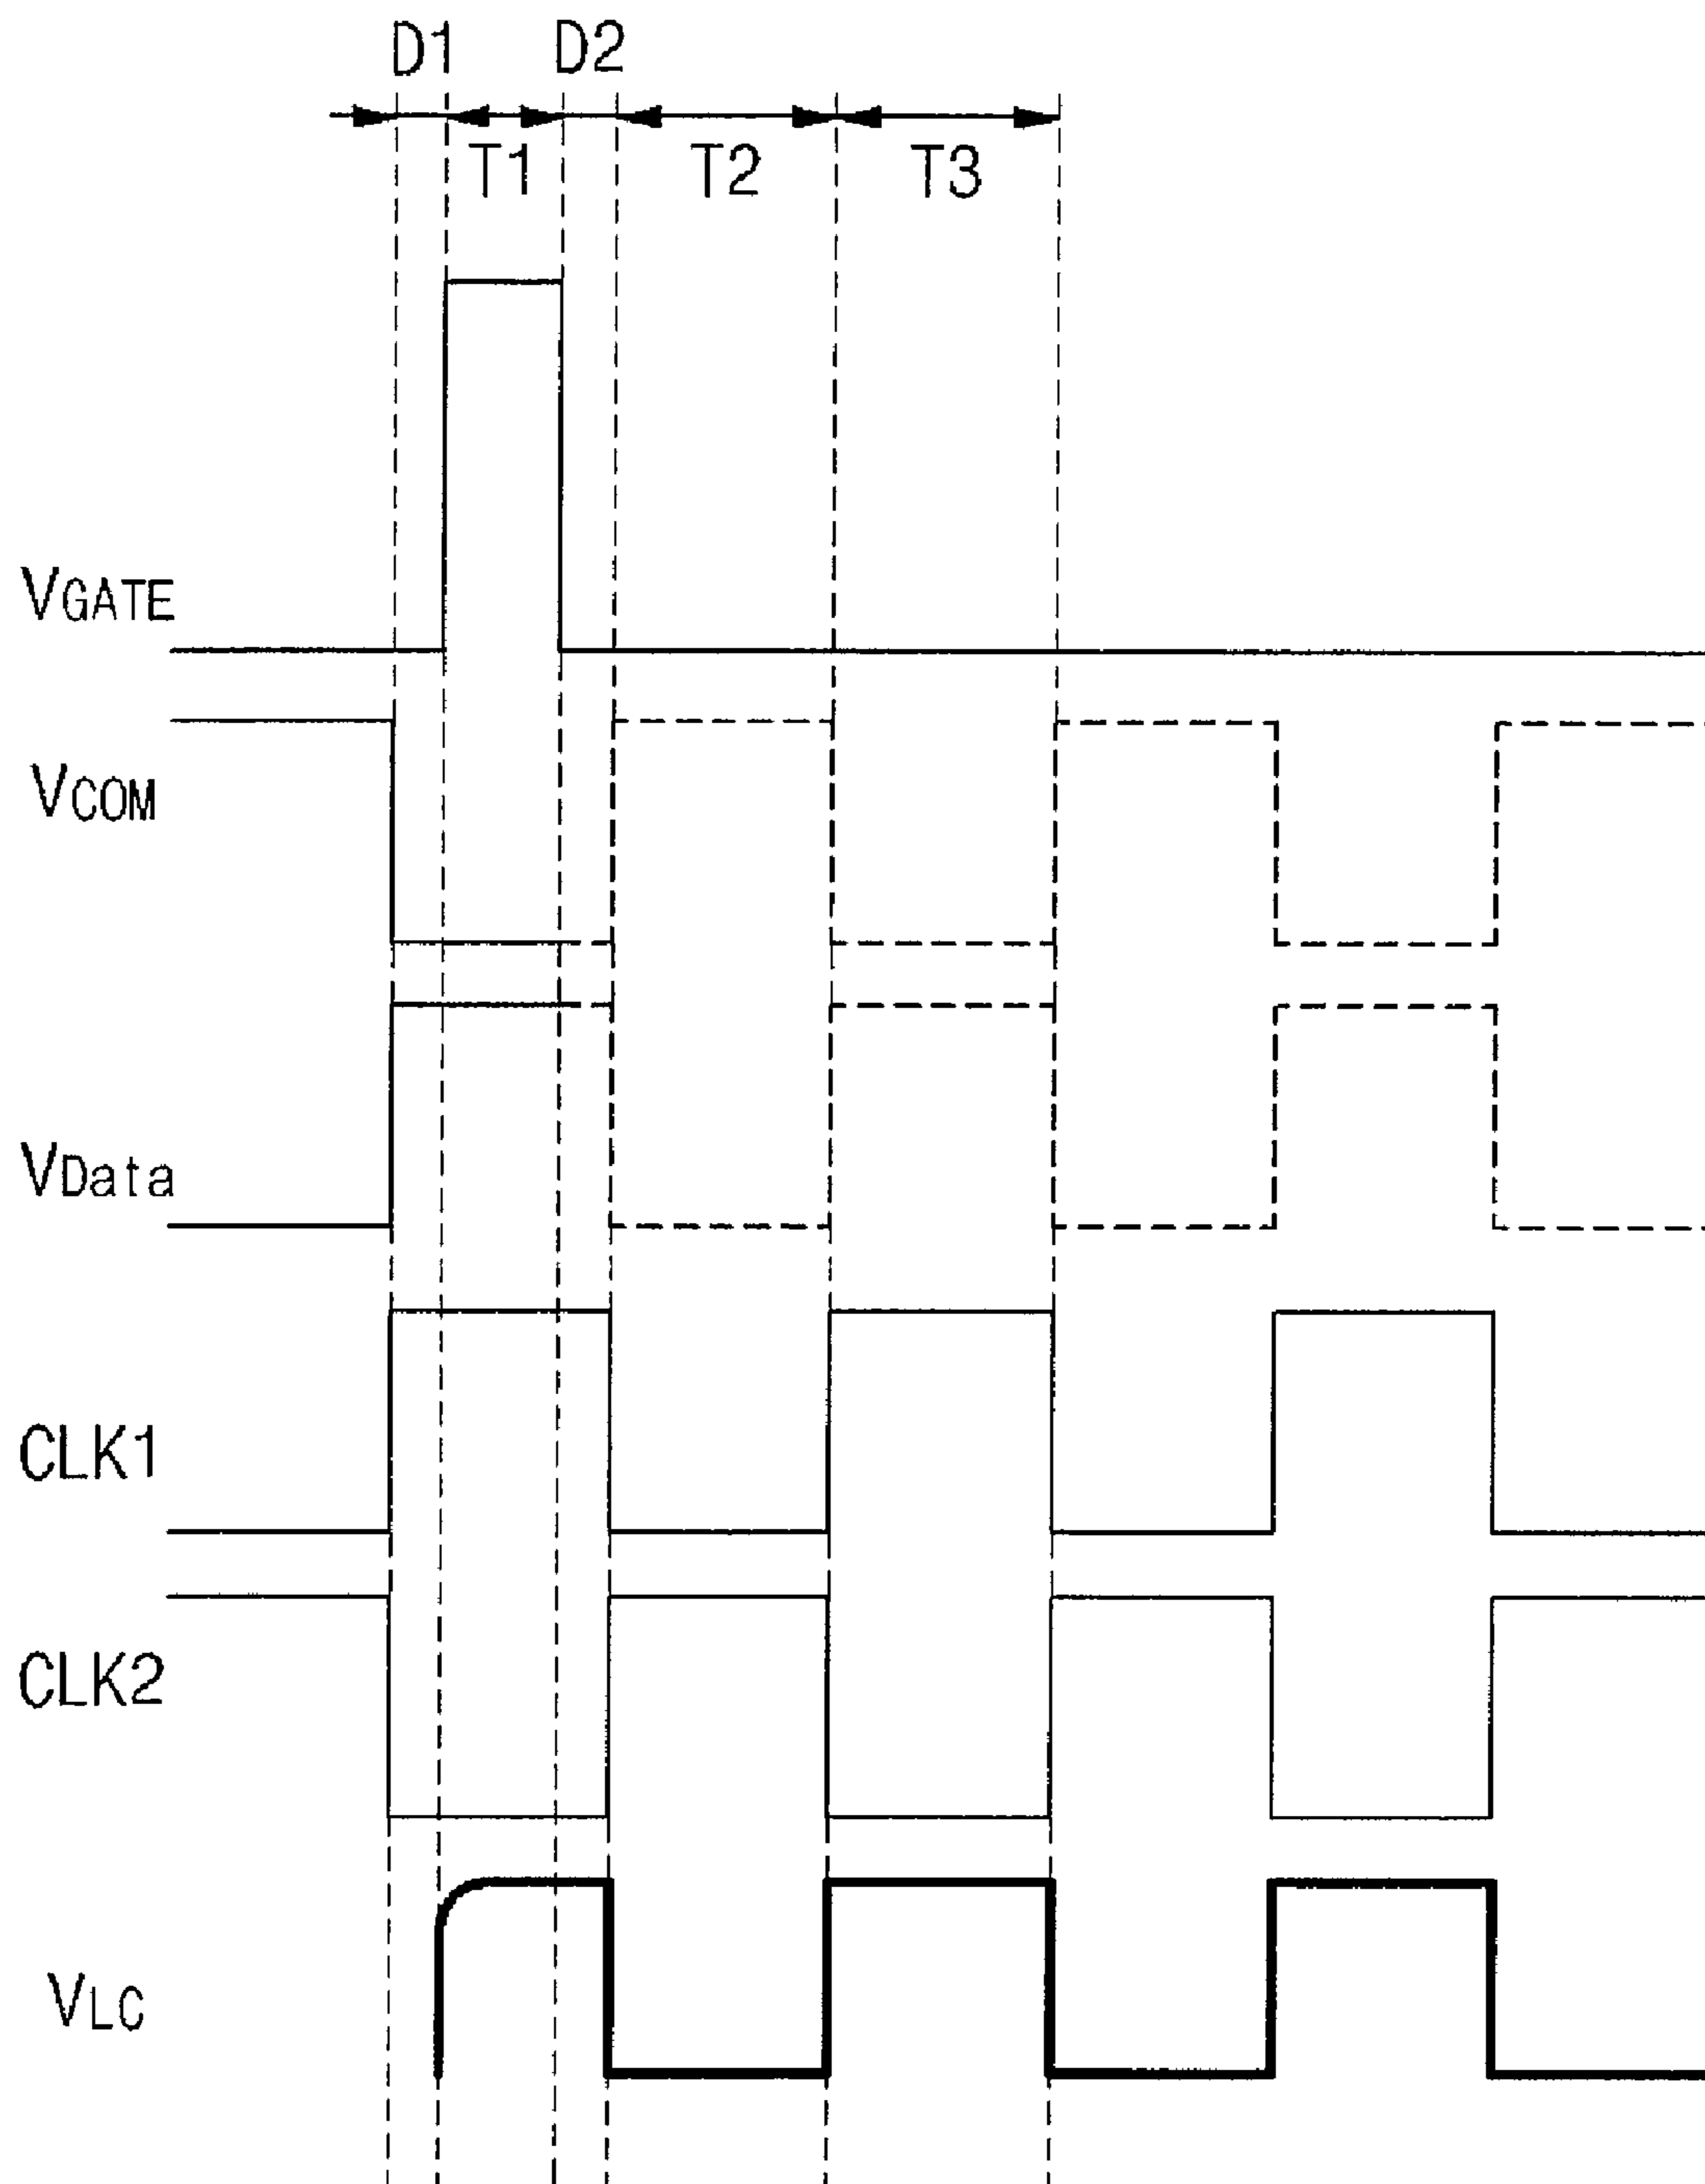 D1 D2
T1 T2 T3
VGATE
VCOM
VData
CLK1
CLK2
VLC